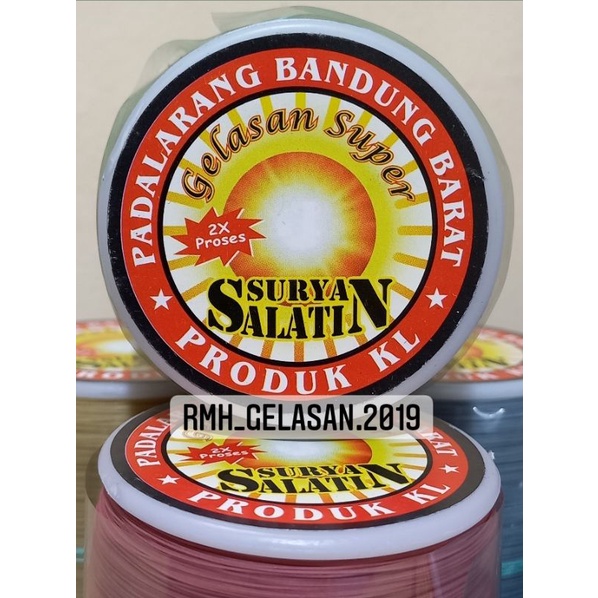 PADALARANG BANDUNG BARAT
Gelasan Super
2X
Proses
SURYA
SALATIN
★ PRODUK KL ★
RMH_GELASAN.2019
2X
Proses
SURYA
SALATIN
PRODUK KL ★